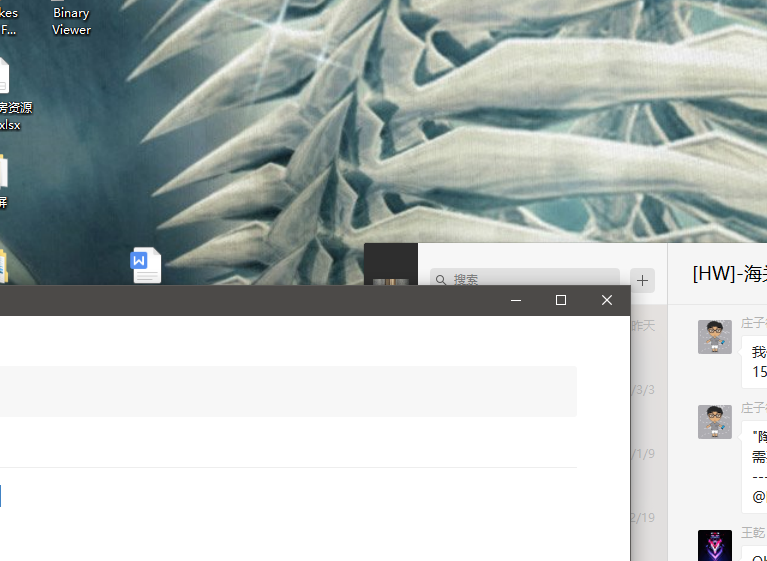 kes
F...
Binary
Viewer
房资源
xlsx
屏
搜索
[HW]-海
昨天
/3/3
/1/9
2/19
庄子
我
15
庄子
"陶
需
---
@
王乾